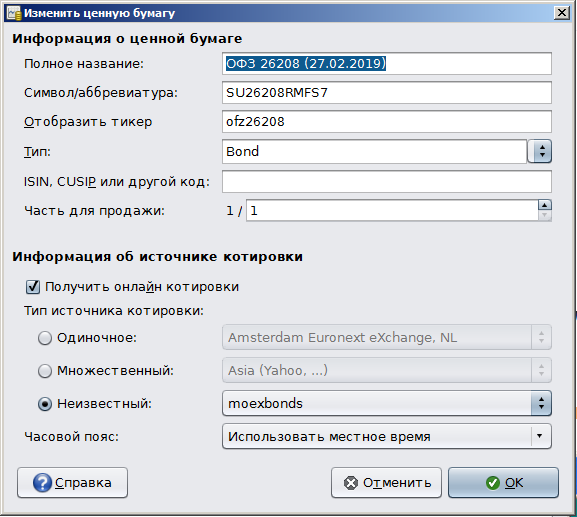 Изменить ценную бумагу
Информация о ценной бумаге
Полное название: ОФЗ 26208 (27.02.2019)
Символ/аббревиатура: SU26208RMFS7
Отобразить тикер ofz26208
Тип: Bond
ISIN, CUSIP или другой код:
Часть для продажи: 1 / 1
Информация об источнике котировки
Получить онлайн котировки
Тип источника котировки:
Одиночное: Amsterdam Euronext eXchange, NL
Множественный: Asia (Yahoo, ...)
Неизвестный: moexbonds
Часовой пояс: Использовать местное время
Справка Отменить OK